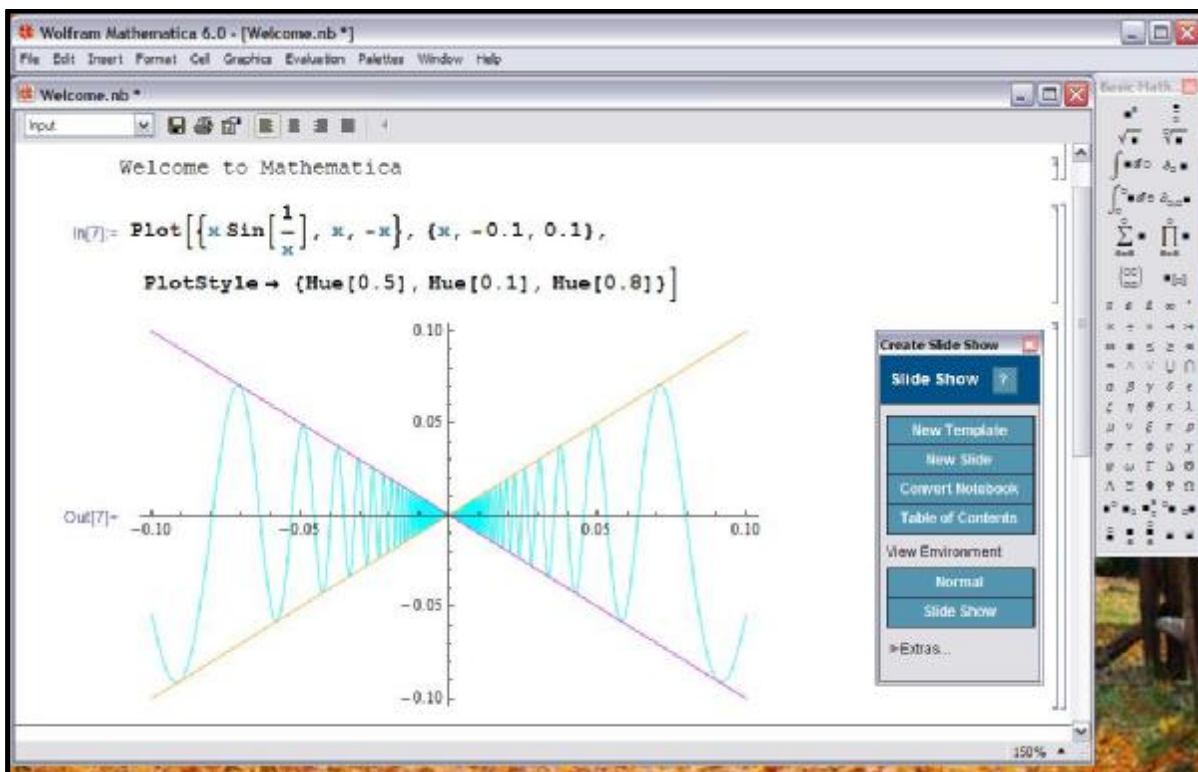 Wolfram Mathematica 6.0 - [Welcome.nb *]
File Edit Insert Format Cell Graphics Evaluation Palettes Window Help
Welcome.nb *
Input
Welcome to Mathematica
In[7]:= Plot[{x Sin[1/x], x, -x}, {x, -0.1, 0.1},
PlotStyle → {Hue[0.5], Hue[0.1], Hue[0.8]}]
Out[7]=
0.10
0.05
-0.10 -0.05 0.05 0.10
-0.05
-0.10
Create Slide Show
Slide Show ?
New Template
New Slide
Convert Notebook
Table of Contents
View Environment
Normal
Slide Show
Extras...
150%
Basic Math...